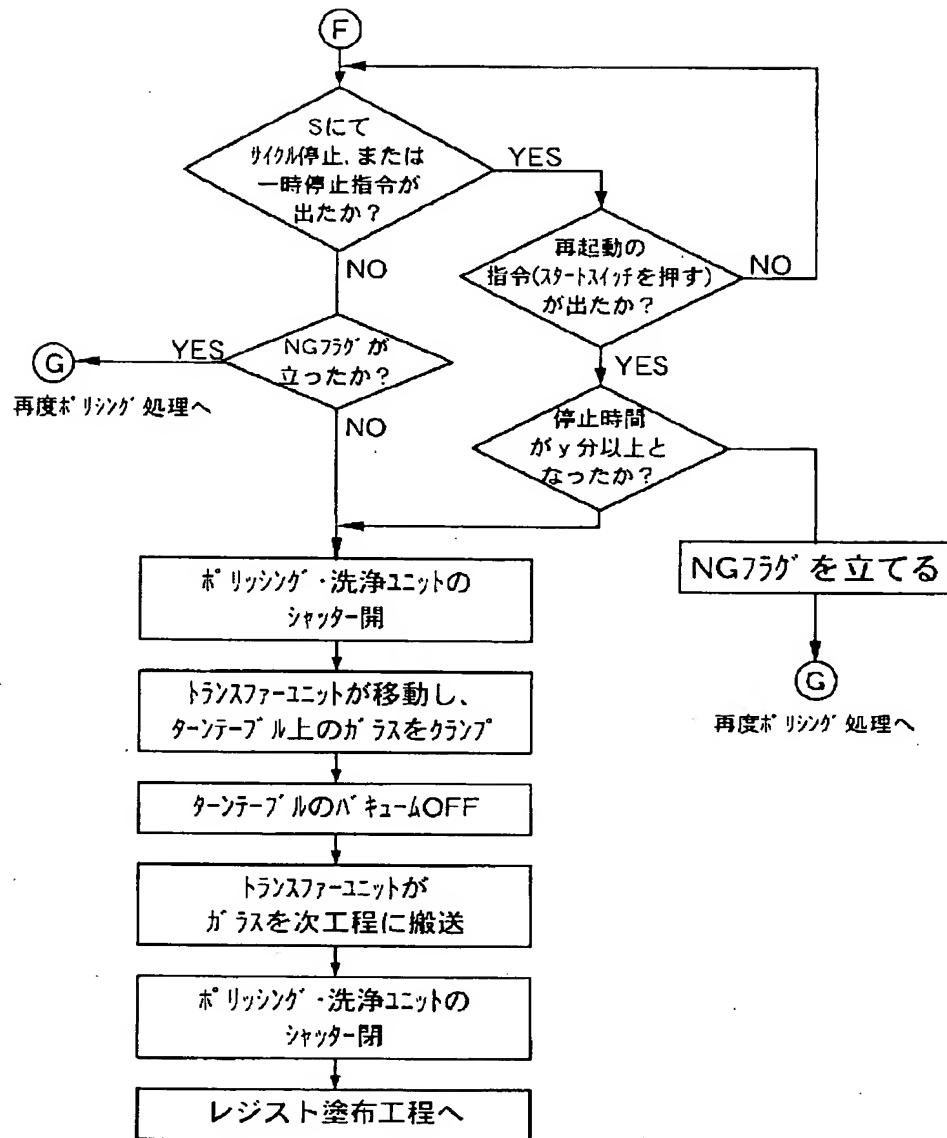 F
Sにて
ｻｲｸﾙ停止、または
一時停止指令が
出たか？
YES
NO
再起動の
指令(ｽﾀｰﾄｽｲｯﾁを押す)
が出たか？
NO
YES
NGﾌﾗｸﾞが
立ったか？
YES
G
再度ﾎﾟﾘｼﾝｸﾞ処理へ
NO
停止時間
がｙ分以上と
なったか？
NGﾌﾗｸﾞを立てる
G
再度ﾎﾟﾘｼﾝｸﾞ処理へ
ﾎﾟﾘｯｼﾝｸﾞ・洗浄ﾕﾆｯﾄの
ｼｬｯﾀｰ開
ﾄﾗﾝｽﾌｧｰﾕﾆｯﾄが移動し、
ﾀｰﾝﾃｰﾌﾞﾙ上のｶﾞﾗｽをｸﾗﾝﾌﾟ
ﾀｰﾝﾃｰﾌﾞﾙのﾊﾞｷｭｰﾑOFF
ﾄﾗﾝｽﾌｧｰﾕﾆｯﾄが
ｶﾞﾗｽを次工程に搬送
ﾎﾟﾘｯｼﾝｸﾞ・洗浄ﾕﾆｯﾄの
ｼｬｯﾀｰ閉
レジスト塗布工程へ